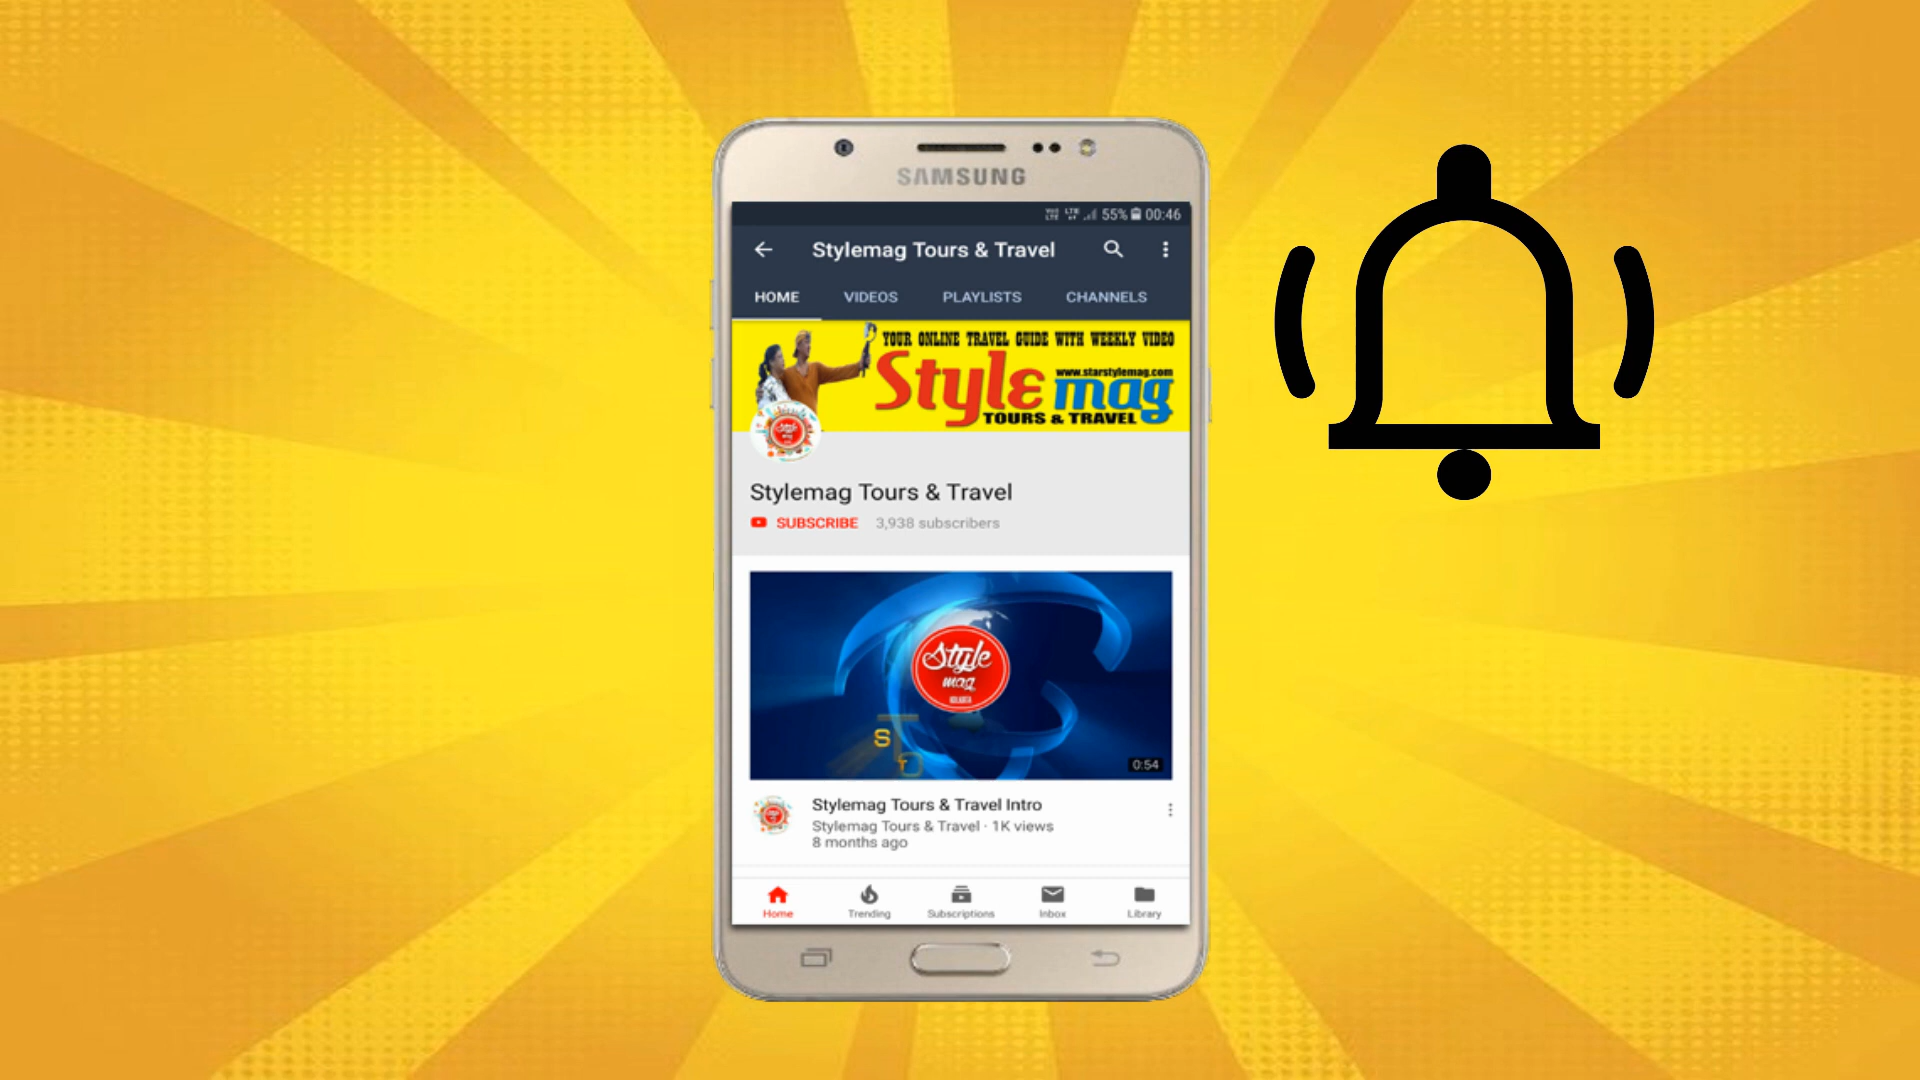 SAMSUNG
55% 00:46
Stylemag Tours & Travel
HOME VIDEOS PLAYLISTS CHANNELS
YOUR ONLINE TRAVEL GUIDE WITH WEEKLY VIDEO
www.starstylemag.com
Style mag
TOURS & TRAVEL
Stylemag Tours & Travel
SUBSCRIBE 3,938 subscribers
Style
mag
KOLKATA
S
T
0:54
Stylemag Tours & Travel Intro
Stylemag Tours & Travel · 1K views
8 months ago
Home Trending Subscriptions Inbox Library